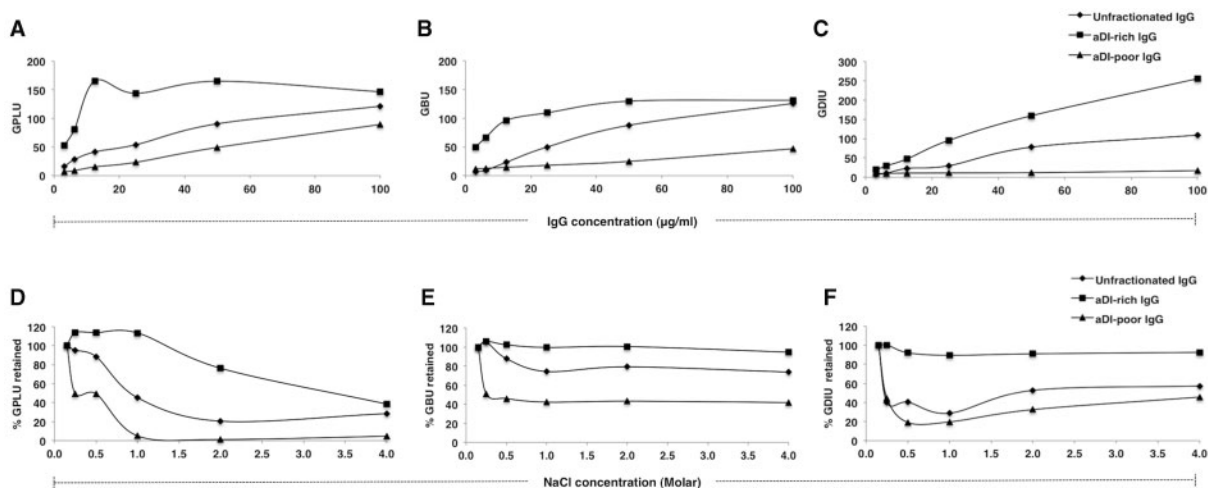 A
GPLU
200
150
100
50
0
0 20 40 60 80 100
B
GBU
200
150
100
50
0
0 20 40 60 80 100
C
GDIU
300
250
200
150
100
50
0
0 20 40 60 80 100
Unfractionated IgG
aDI-rich IgG
aDI-poor IgG
IgG concentration (µg/ml)
D
% GPLU retained
120
100
80
60
40
20
0
0.0 0.5 1.0 1.5 2.0 2.5 3.0 3.5 4.0
E
% GBU retained
120
100
80
60
40
20
0
0.0 0.5 1.0 1.5 2.0 2.5 3.0 3.5 4.0
F
% GDIU retained
120
100
80
60
40
20
0
0.0 0.5 1.0 1.5 2.0 2.5 3.0 3.5 4.0
Unfractionated IgG
aDI-rich IgG
aDI-poor IgG
NaCl concentration (Molar)